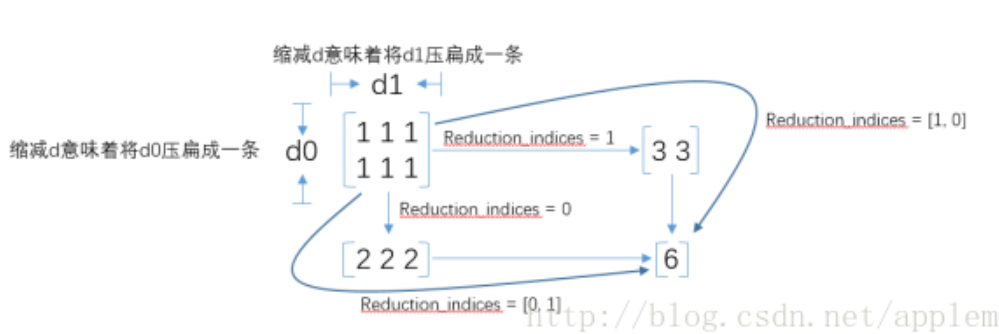 缩减d意味着将d1压扁成一条
d1
缩减d意味着将d0压扁成一条
d0
1 1 1
1 1 1
Reduction_indices = 1
3 3
Reduction_indices = [1, 0]
Reduction_indices = 0
2 2 2
6
Reduction_indices = [0, 1]
http://blog.csdn.net/applem